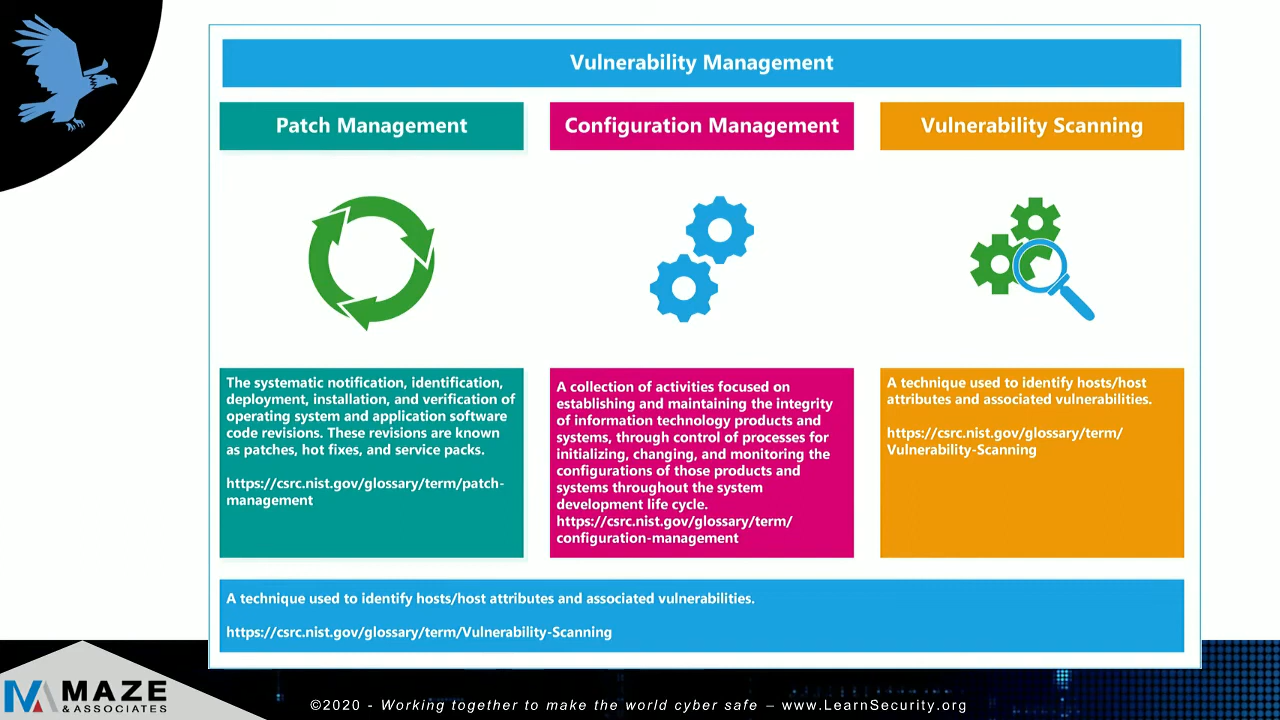 Vulnerability Management
Patch Management
Configuration Management
Vulnerability Scanning
The systematic notification, identification,
deployment, installation, and verification of
operating system and application software
code revisions. These revisions are known
as patches, hot fixes, and service packs.
https://csrc.nist.gov/glossary/term/patch-
management
A collection of activities focused on
establishing and maintaining the integrity
of information technology products and
systems, through control of processes for
initializing, changing, and monitoring the
configurations of those products and
systems throughout the system
development life cycle.
https://csrc.nist.gov/glossary/term/
configuration-management
A technique used to identify hosts/host
attributes and associated vulnerabilities.
https://csrc.nist.gov/glossary/term/
Vulnerability-Scanning
A technique used to identify hosts/host attributes and associated vulnerabilities.
https://csrc.nist.gov/glossary/term/Vulnerability-Scanning
MAZE
& ASSOCIATES
©2020 - Working together to make the world cyber safe – www.LearnSecurity.org